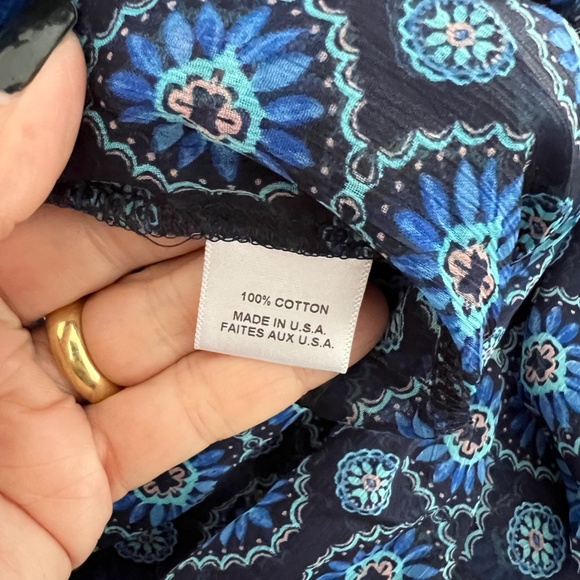 100% COTTON
MADE IN U.S.A.
FAITES AUX U.S.A.